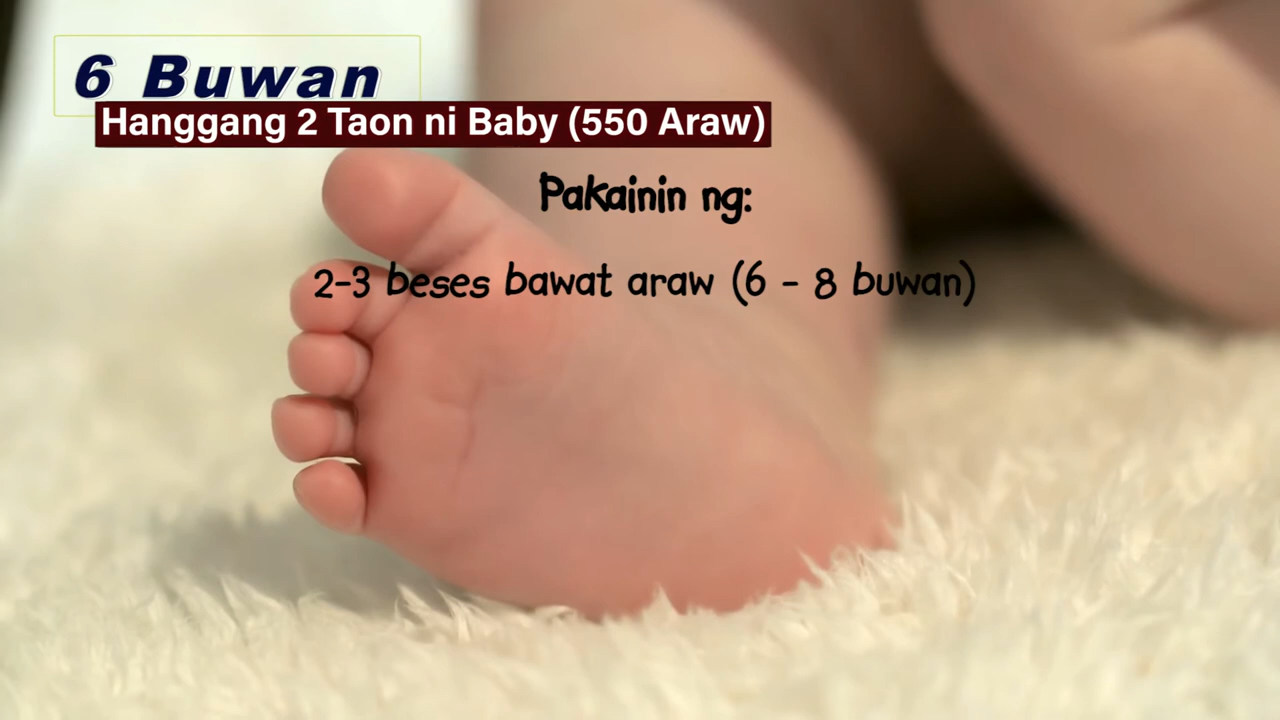 6 Buwan
Hanggang 2 Taon ni Baby (550 Araw)
Pakainin ng:
2-3 beses bawat araw (6 - 8 buwan)